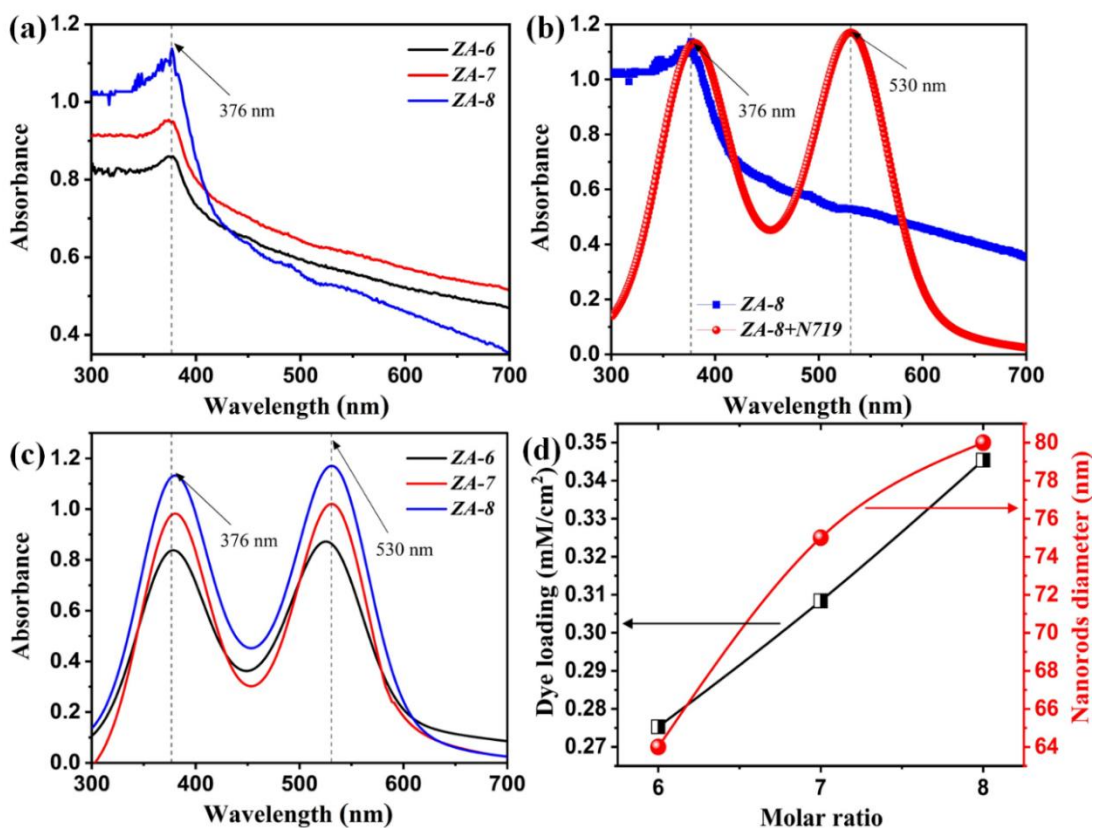 (a)
1.2
1.0
0.8
0.6
0.4
Absorbance
300
400
500
600
700
Wavelength (nm)
376 nm
ZA-6
ZA-7
ZA-8
(b)
1.2
1.0
0.8
0.6
0.4
0.2
0.0
Absorbance
300
400
500
600
700
Wavelength (nm)
376 nm
530 nm
ZA-8
ZA-8+N719
(c)
1.2
1.0
0.8
0.6
0.4
0.2
0.0
Absorbance
300
400
500
600
700
Wavelength (nm)
376 nm
530 nm
ZA-6
ZA-7
ZA-8
(d)
0.35
0.34
0.33
0.32
0.31
0.30
0.29
0.28
0.27
Dye loading (mM/cm²)
6
7
8
Molar ratio
80
78
76
74
72
70
68
66
64
Nanorods diameter (nm)